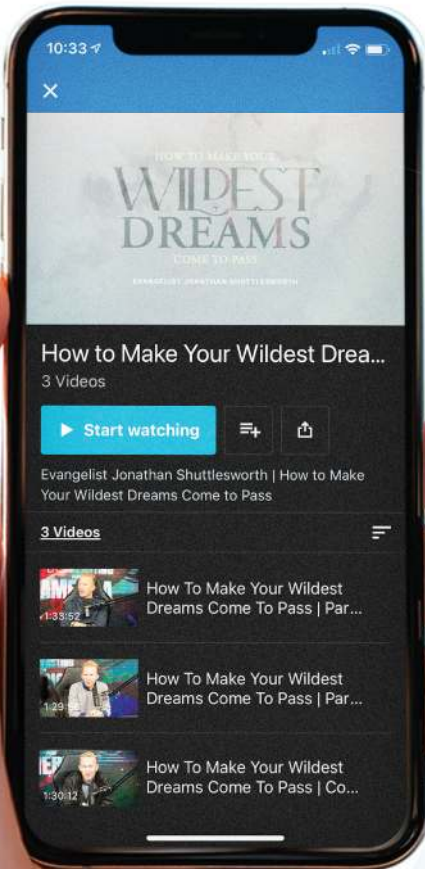 10:33
HOW TO MAKE YOUR
WILDEST
DREAMS
COME TO PASS
EVANGELIST JONATHAN SHUTTLESWORTH
How to Make Your Wildest Drea...
3 Videos
Start watching
Evangelist Jonathan Shuttlesworth | How to Make
Your Wildest Dreams Come to Pass
3 Videos
1:33:52
How To Make Your Wildest
Dreams Come To Pass | Par...
How To Make Your Wildest
Dreams Come To Pass | Par...
1:30:12
How To Make Your Wildest
Dreams Come To Pass | Co...